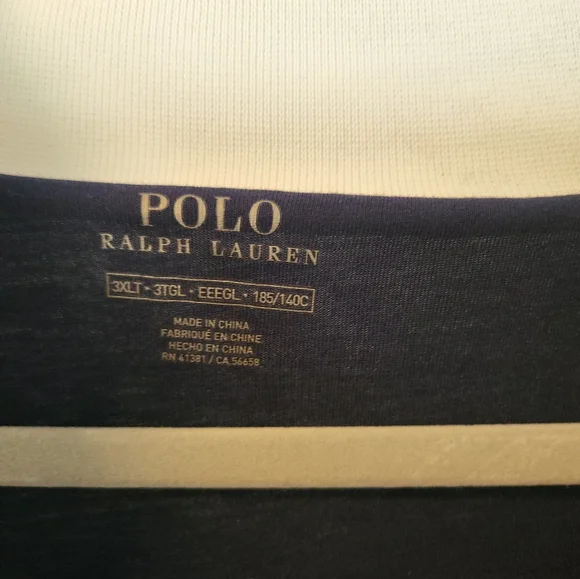 POLO
RALPH LAUREN
3XLT • 3TGL • EEEGL • 185/140C
MADE IN CHINA
FABRIQUÉ EN CHINE
HECHO EN CHINA
RN 41381 / CA 56658